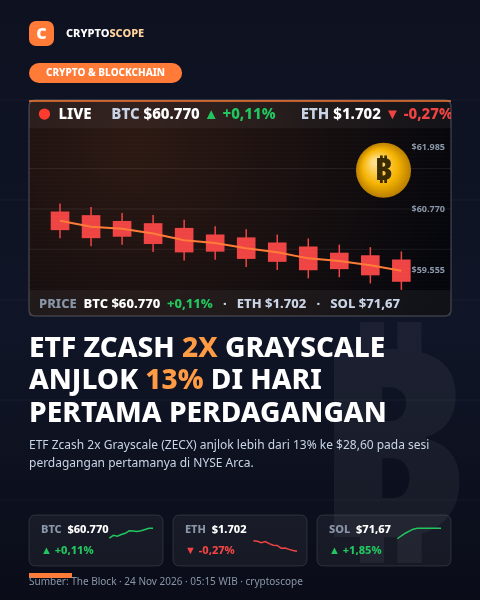 C CRYPTOSCOPE
CRYPTO & BLOCKCHAIN
LIVE BTC $60.770 ▲ +0,11% ETH $1.702 ▼ -0,27%
$61.985
$60.770
$59.555
PRICE BTC $60.770 +0,11% · ETH $1.702 · SOL $71,67
ETF ZCASH 2X GRAYSCALE
ANJLOK 13% DI HARI
PERTAMA PERDAGANGAN
ETF Zcash 2x Grayscale (ZECX) anjlok lebih dari 13% ke $28,60 pada sesi
perdagangan pertamanya di NYSE Arca.
BTC $60.770 ETH $1.702 SOL $71,67
▲ +0,11% ▼ -0,27% ▲ +1,85%
Sumber: The Block · 24 Nov 2026 · 05:15 WIB · cryptoscope